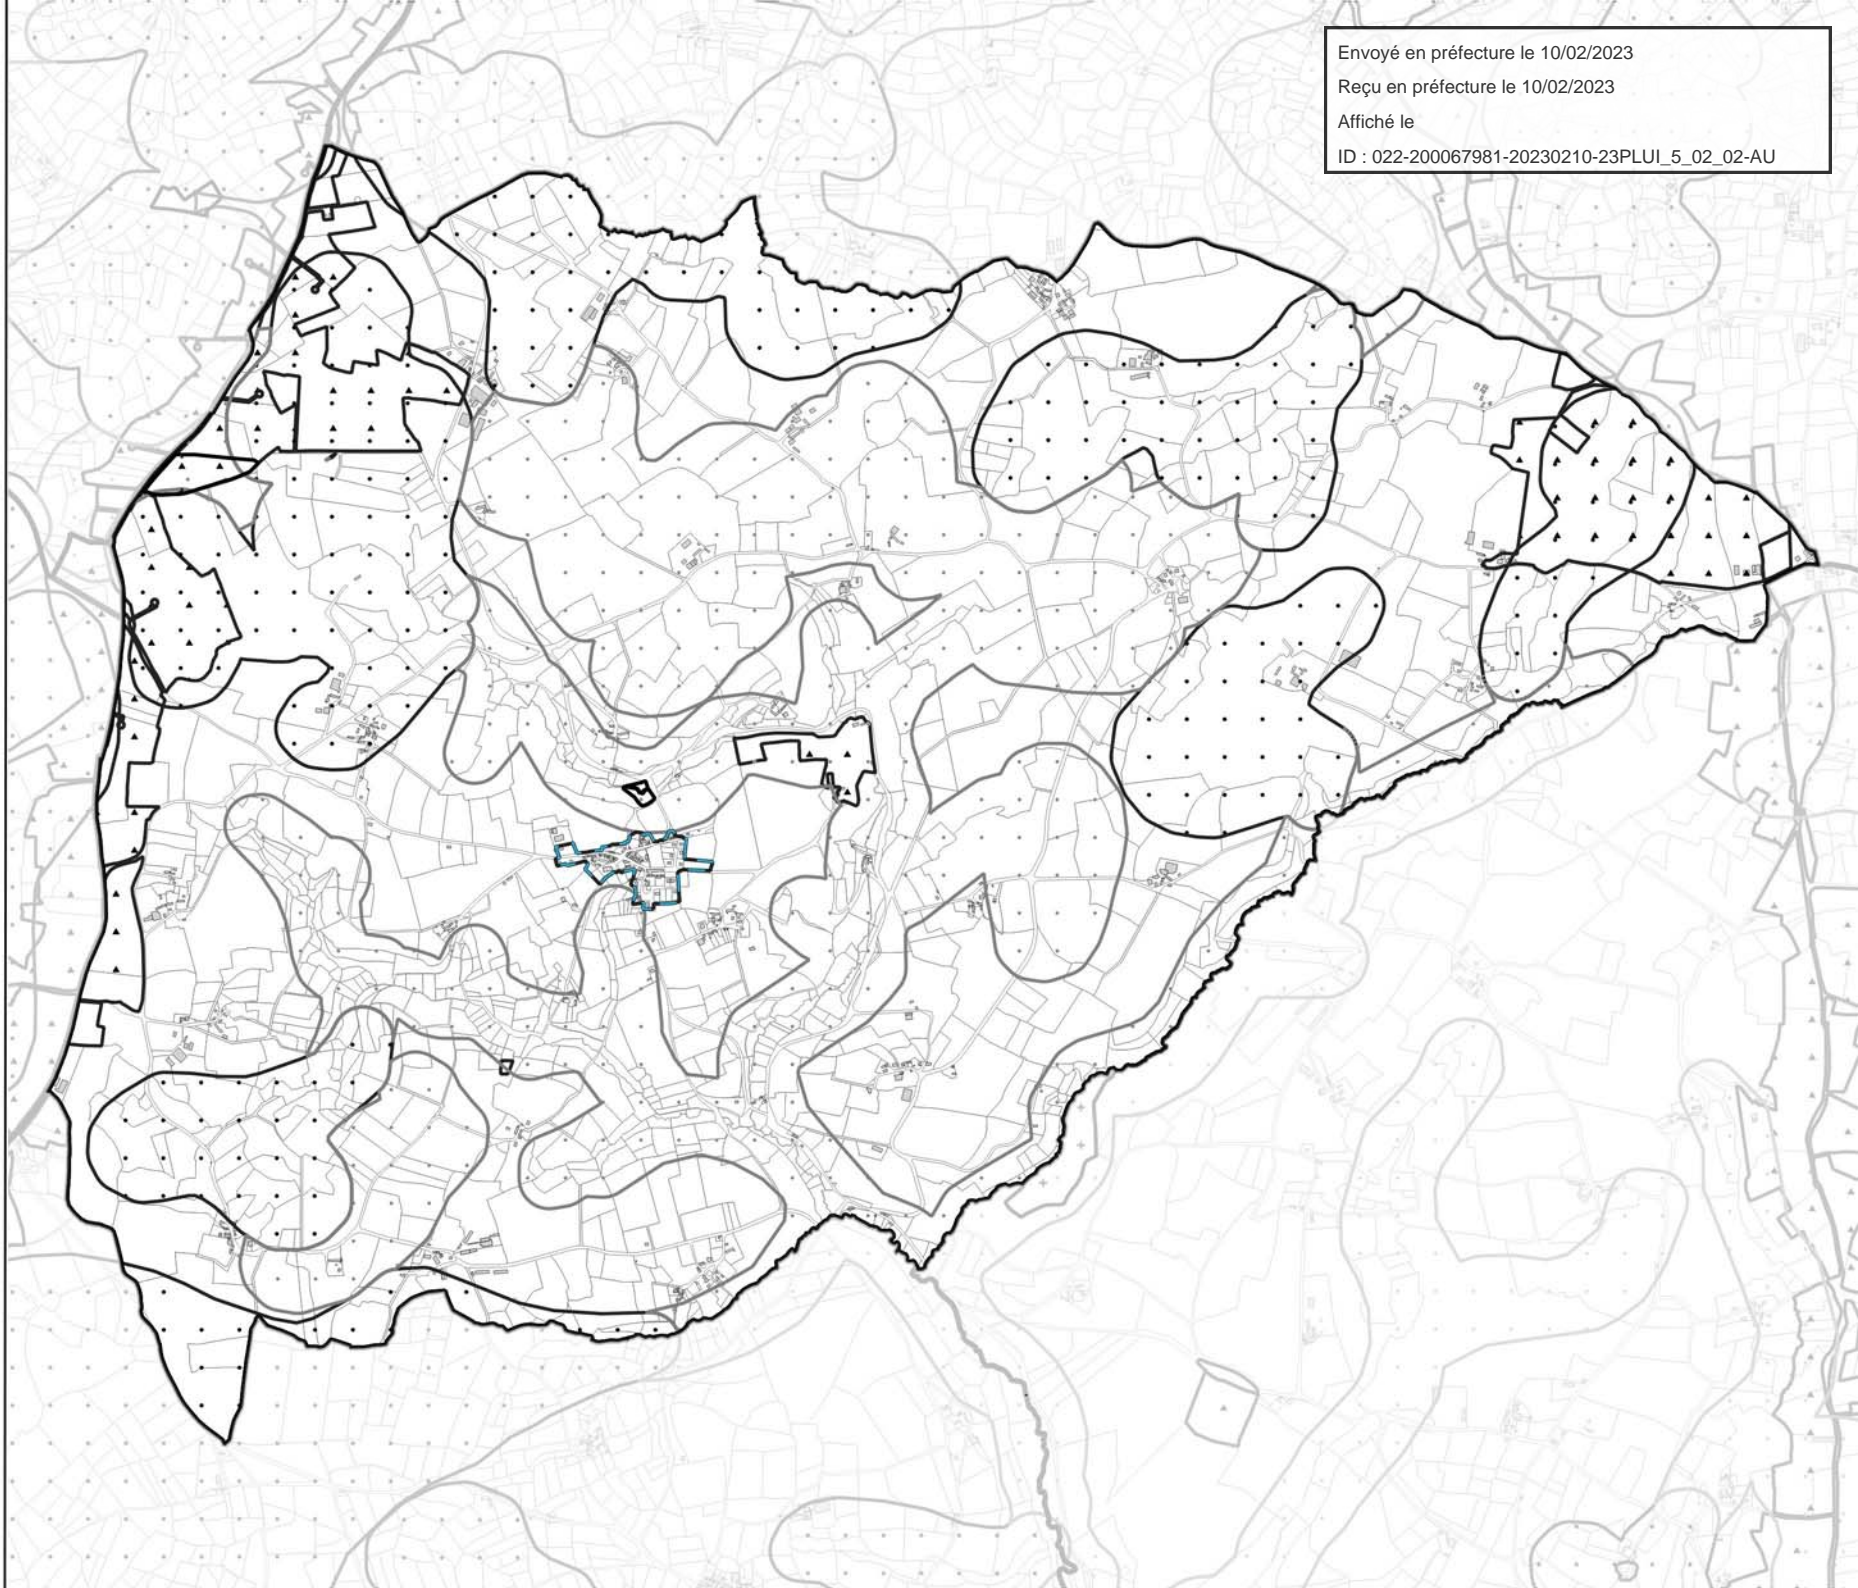 Envoyé en préfecture le 10/02/2023
Reçu en préfecture le 10/02/2023
Affiché le
ID : 022-200067981-20230210-23PLUI_5_02_02-AU